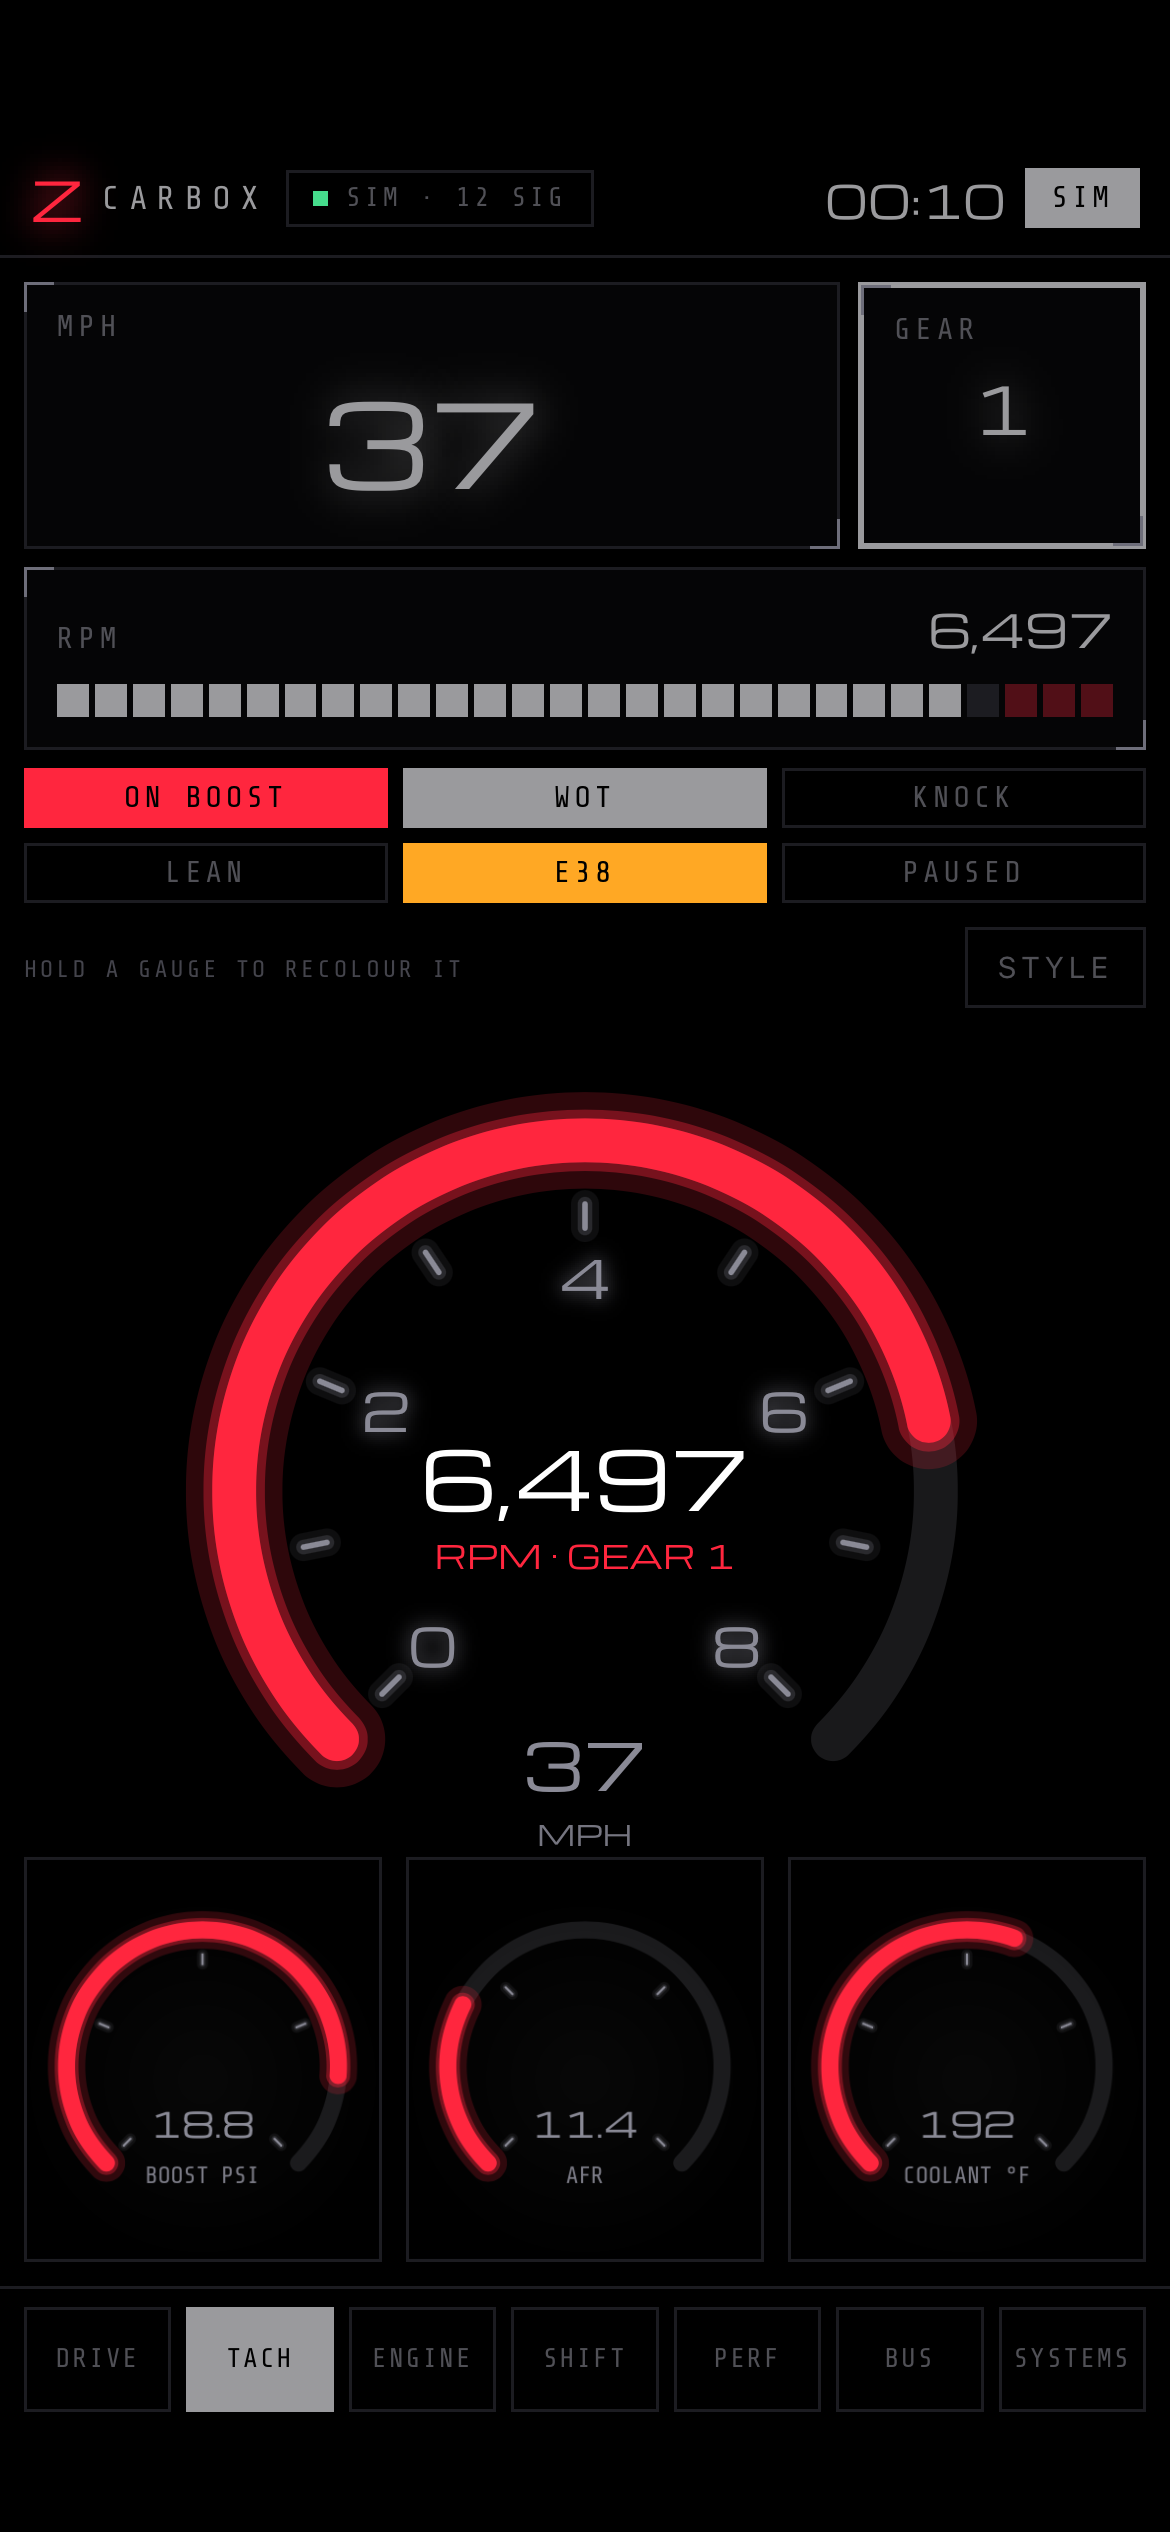 Z CARBOX SIM · 12 SIG 00:10 SIM
MPH
37
GEAR
1
RPM 6,497
ON BOOST WOT KNOCK
LEAN E38 PAUSED
HOLD A GAUGE TO RECOLOUR IT STYLE
4
2 6
6,497
RPM · GEAR 1
0 8
37
MPH
18.8 11.4 192
BOOST PSI AFR COOLANT °F
DRIVE TACH ENGINE SHIFT PERF BUS SYSTEMS